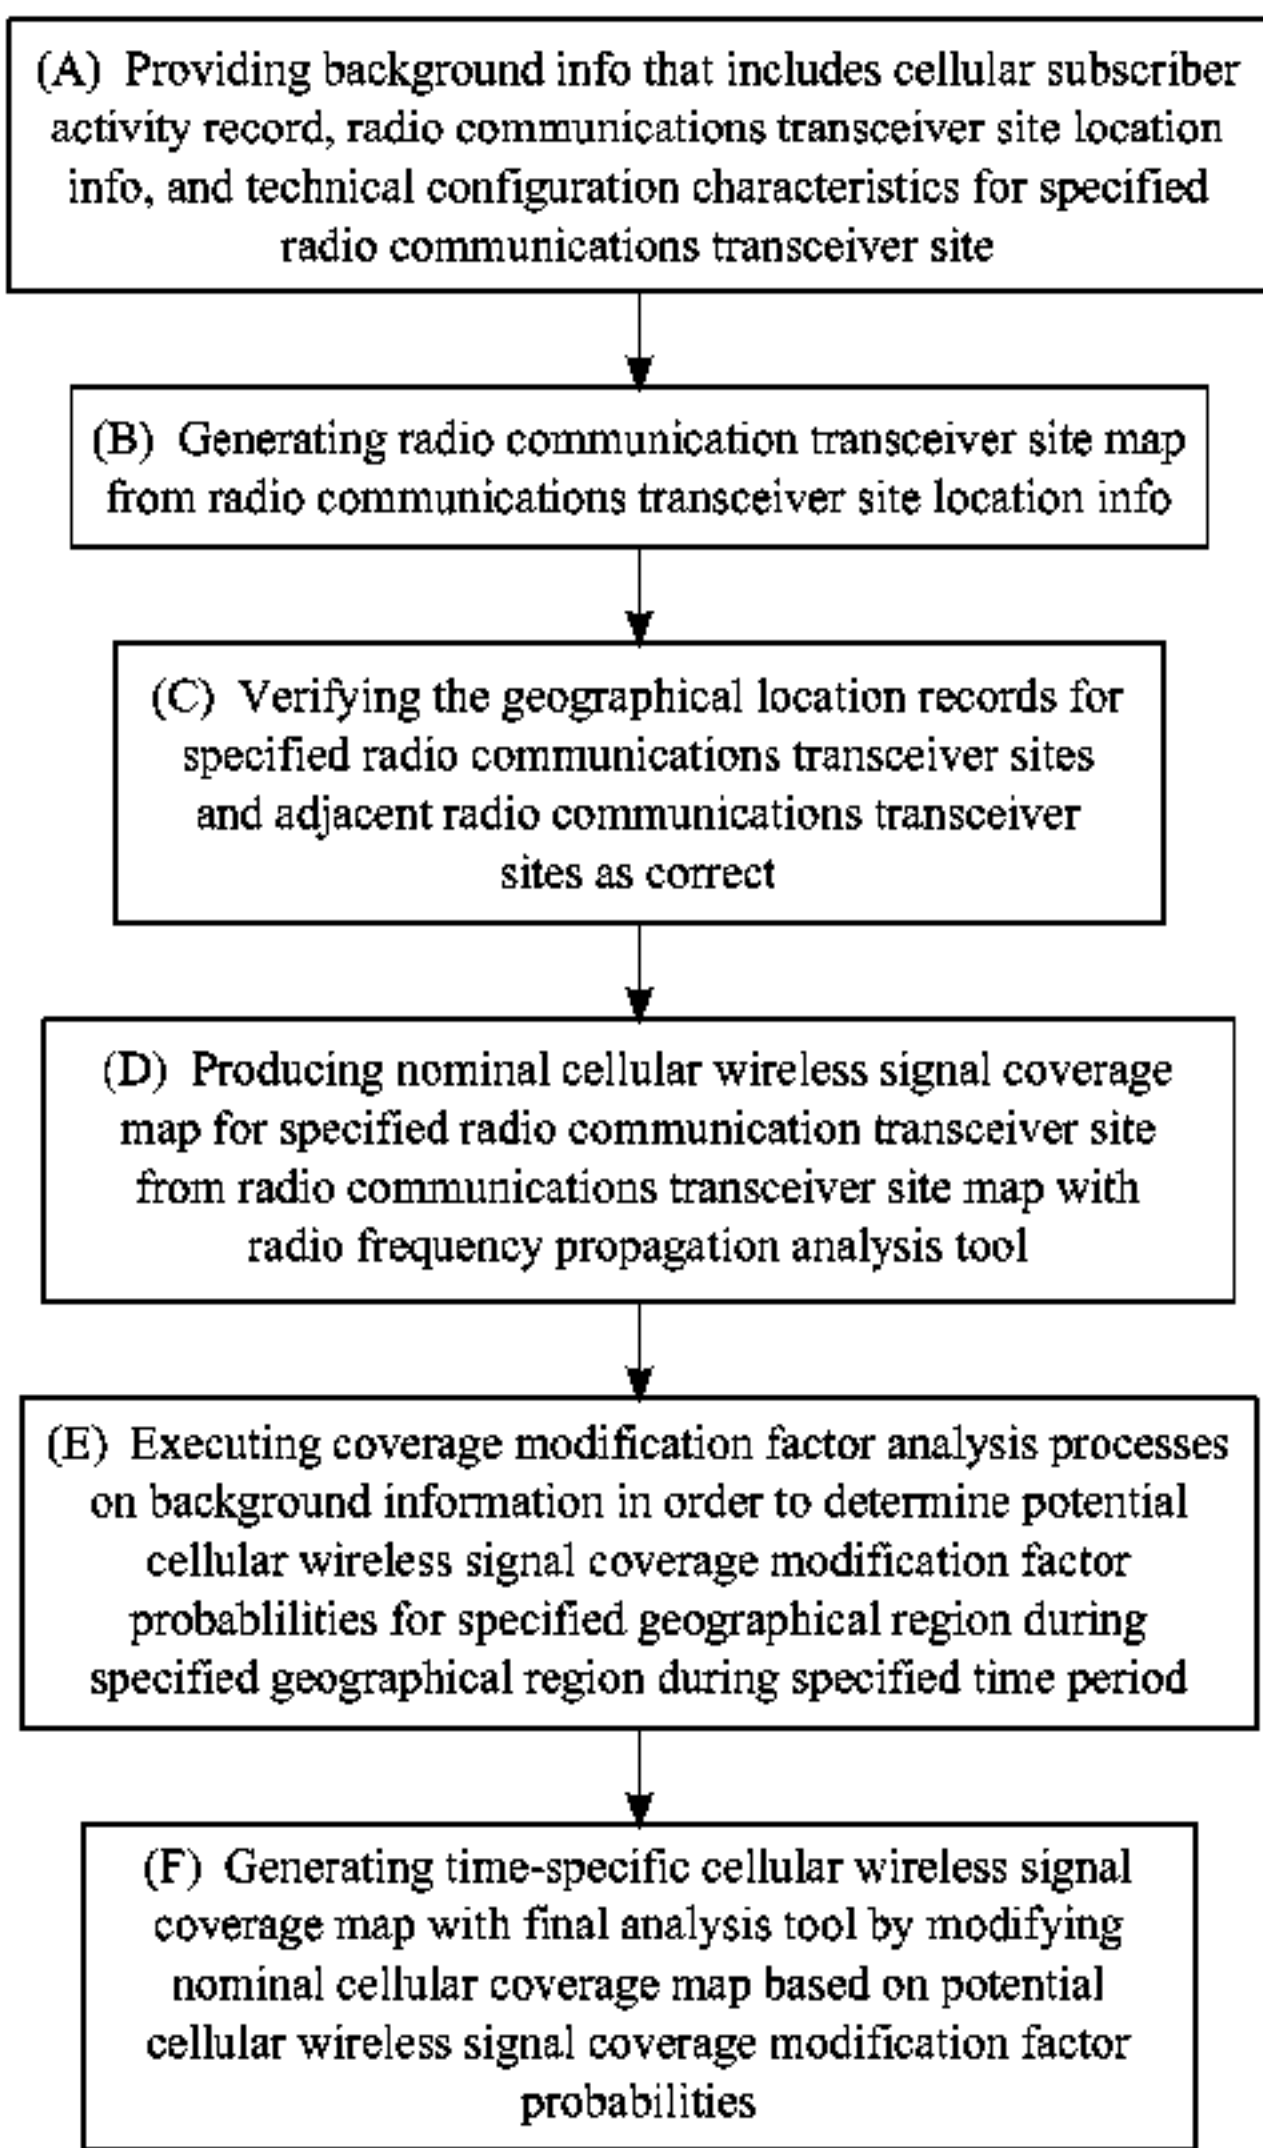 (A) Providing background info that includes cellular subscriber
activity record, radio communications transceiver site location
info, and technical configuration characteristics for specified
radio communications transceiver site
(B) Generating radio communication transceiver site map
from radio communications transceiver site location info
(C) Verifying the geographical location records for
specified radio communications transceiver sites
and adjacent radio communications transceiver
sites as correct
(D) Producing nominal cellular wireless signal coverage
map for specified radio communication transceiver site
from radio communications transceiver site map with
radio frequency propagation analysis tool
(E) Executing coverage modification factor analysis processes
on background information in order to determine potential
cellular wireless signal coverage modification factor
probablilities for specified geographical region during
specified geographical region during specified time period
(F) Generating time-specific cellular wireless signal
coverage map with final analysis tool by modifying
nominal cellular coverage map based on potential
cellular wireless signal coverage modification factor
probabilities